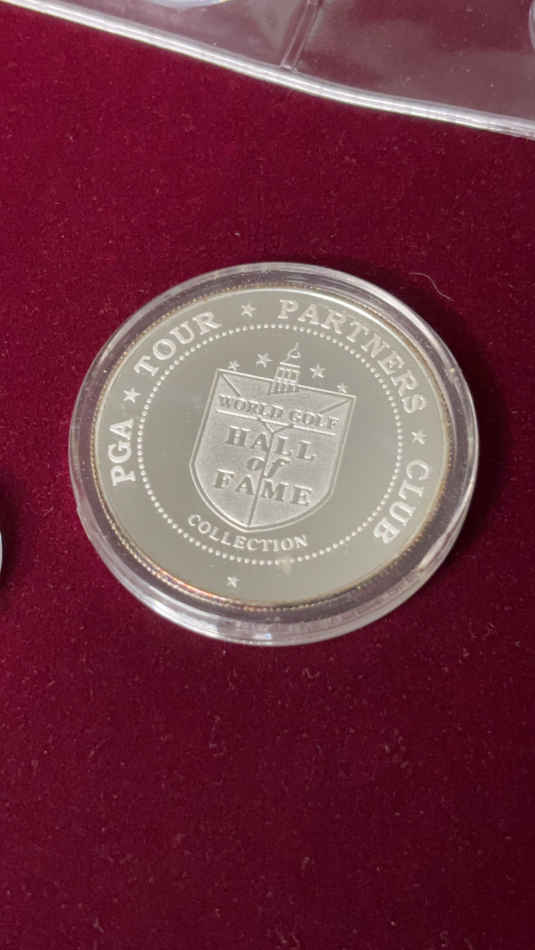 PGA ★ TOUR ★ PARTNERS ★ CLUB
WORLD GOLF
HALL
of
FAME
COLLECTION